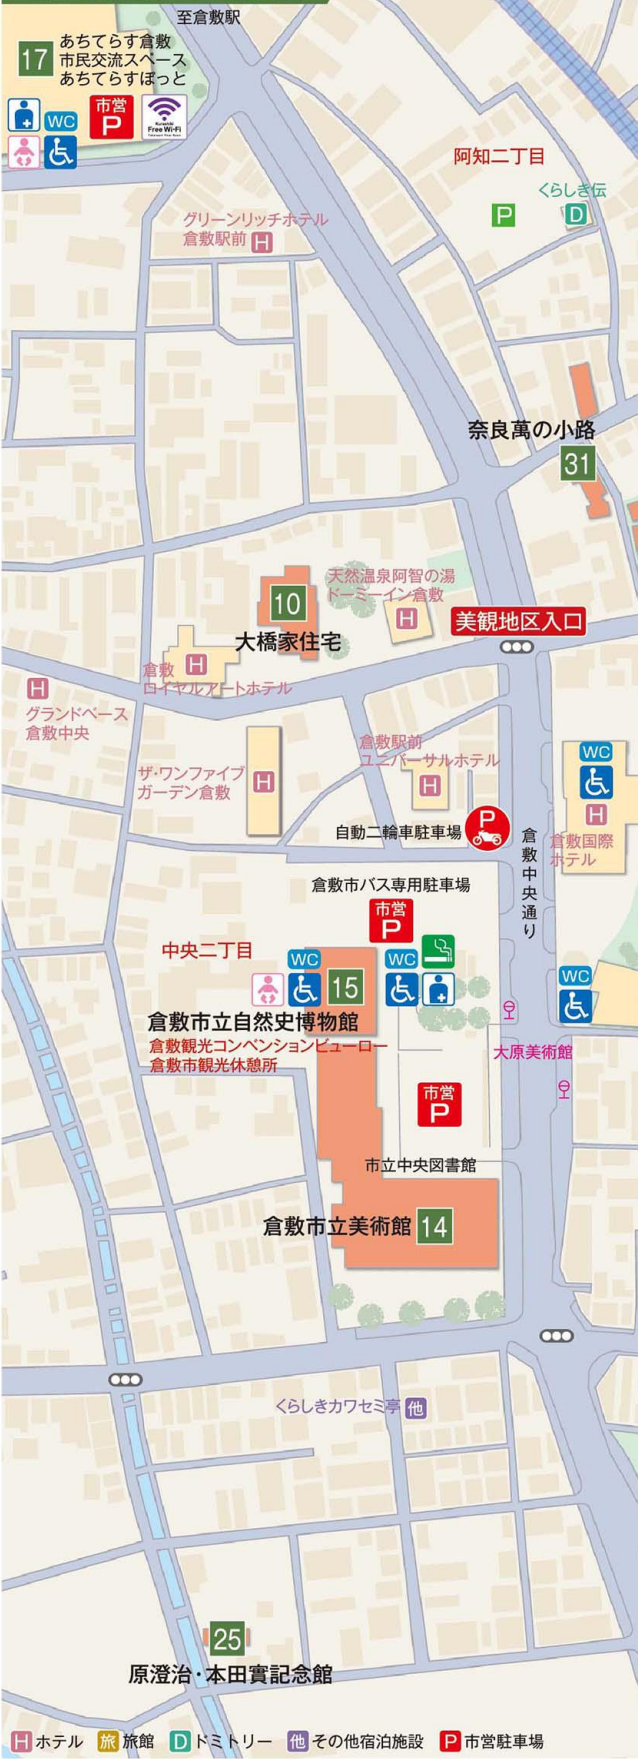 至倉敷駅
17
あちてらす倉敷
市民交流スペース
あちてらすぽっと
WC
市営
P
Kurashiki
Free Wi-Fi
阿知二丁目
くらしき伝
P
D
グリーンリッチホテル
倉敷駅前 H
奈良萬の小路
31
天然温泉阿智の湯
ドーミーイン倉敷
H
10
大橋家住宅
美観地区入口
倉敷 H
ロイヤルアートホテル
H
グランドベース
倉敷中央
倉敷駅前
ユニバーサルホテル
H
ザ・ワンファイブ
ガーデン倉敷
H
WC
H
倉敷国際
ホテル
自動二輪車駐車場
P
倉敷中央通り
倉敷市バス専用駐車場
市営
P
中央二丁目
WC
15
WC
WC
倉敷市立自然史博物館
倉敷観光コンベンションビューロー
倉敷市観光休憩所
大原美術館
市営
P
市立中央図書館
倉敷市立美術館 14
くらしきカワセミ亭 他
25
原澄治・本田實記念館
H ホテル 旅 旅館 D ドミトリー 他 その他宿泊施設 P 市営駐車場